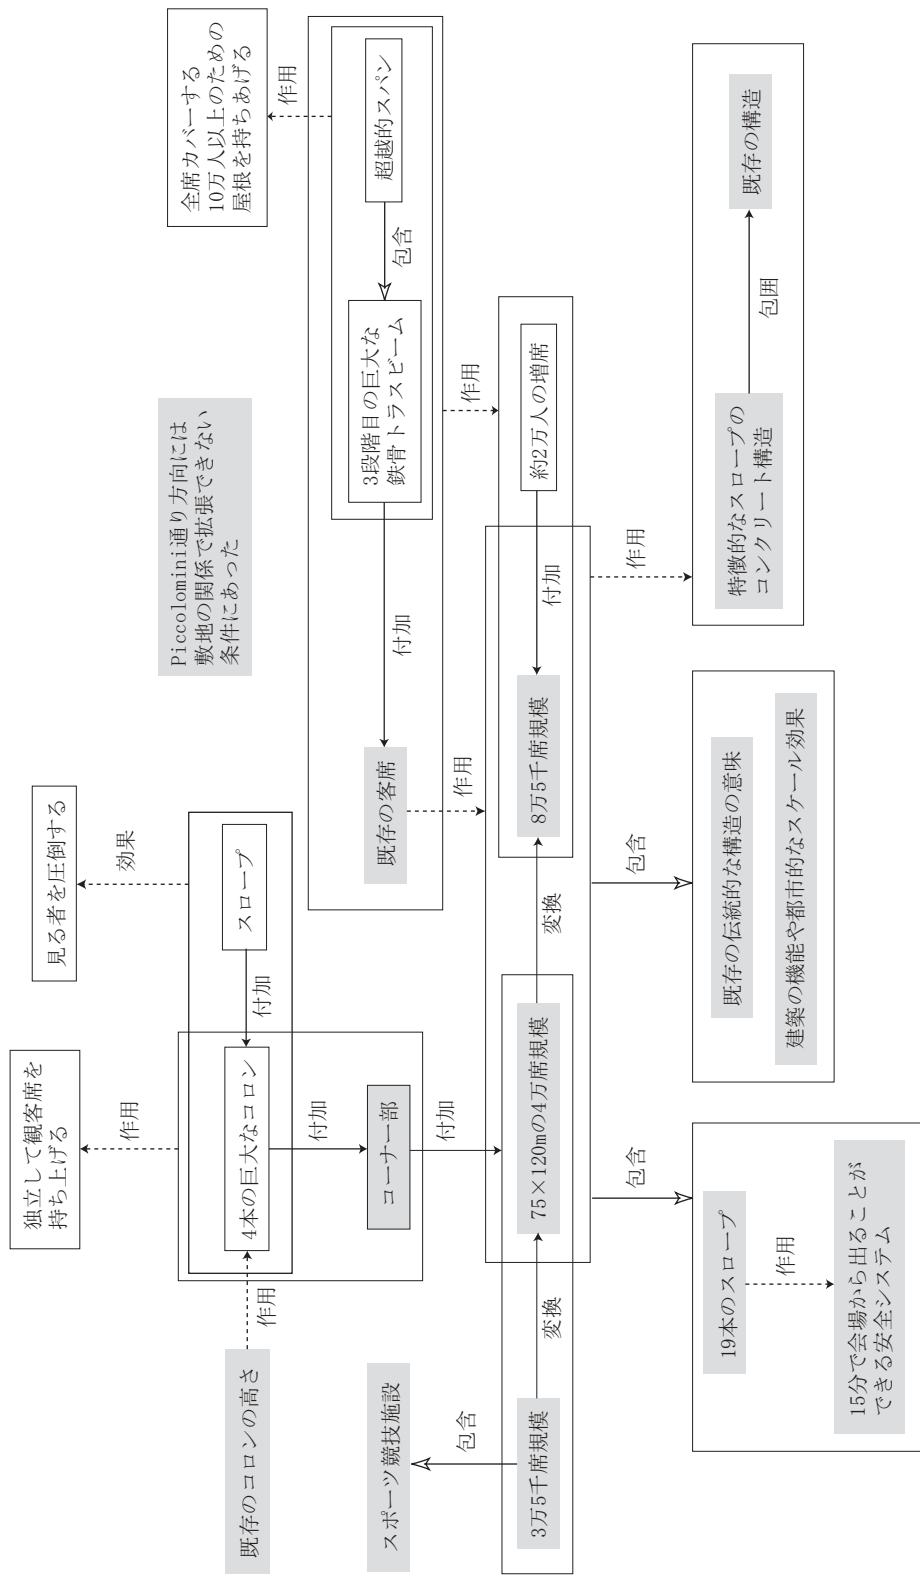 独立して観客席を
持ち上げる
見る者を圧倒する
全席カバーする
10万人以上のための
屋根を持ちあげる
作用
効果
作用
既存のコロンの高さ
作用
4本の巨大なコロン
付加
スロープ
付加
コーナー部
付加
Piccolomini通り方向には
敷地の関係で拡張できない
条件にあった
3段階目の巨大な
鉄骨トラスビーム
包含
超越的スパン
付加
既存の客席
作用
作用
スポーツ競技施設
包含
3万5千席規模
変換
75×120mの4万席規模
変換
8万5千席規模
付加
約2万人の増席
包含
包含
作用
19本のスロープ
作用
15分で会場から出ることが
できる安全システム
既存の伝統的な構造の意味
建築の機能や都市的なスケール効果
特徴的なスロープの
コンクリート構造
包囲
既存の構造